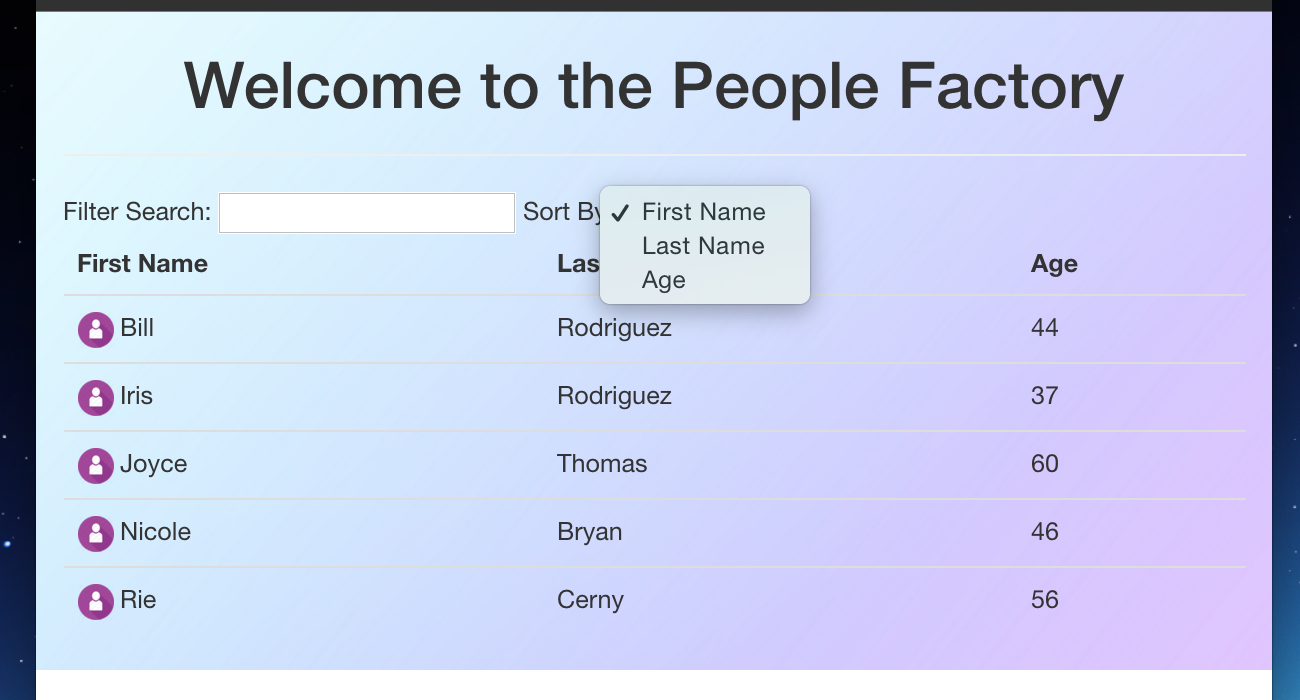 Welcome to the People Factory
Filter Search: Sort By ✓ First Name
Last Name
Age
First Name Las Age
Bill Rodriguez 44
Iris Rodriguez 37
Joyce Thomas 60
Nicole Bryan 46
Rie Cerny 56